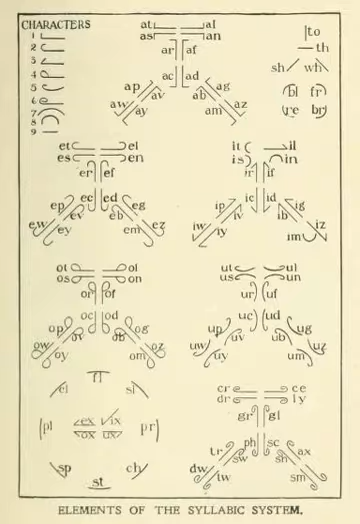 CHARACTERS
1
2
3
4
5
6
7
8
9
at al
as an
ar af
ac ad
ap av ab ag
aw ay am az
to
th
sh wh
bl fr
tre br
et el
es en
er ef
ec ed
ep ev eb eg
ew ey em ez
it il
is in
ir if
ic id
ip iv ib ig
iw iy im iz
ot ol
os on
or of
oc od
op ov ob og
ow oy om oz
ut ul
us un
ur uf
uc ud
up uv ub ug
uw uy um uz
fl
cl sl
pl ex ix pr
ox ux
sp ch
st
cr ce
dr ly
gr gl
ph sc
tr sw sh ax
dw tw sm
ELEMENTS OF THE SYLLABIC SYSTEM.